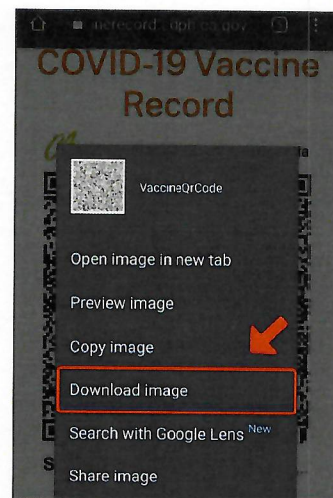 COVID-19 Vaccine
Record
VaccineQrCode
Open image in new tab
Preview image
Copy image
Download image
Search with Google Lens New
Share image